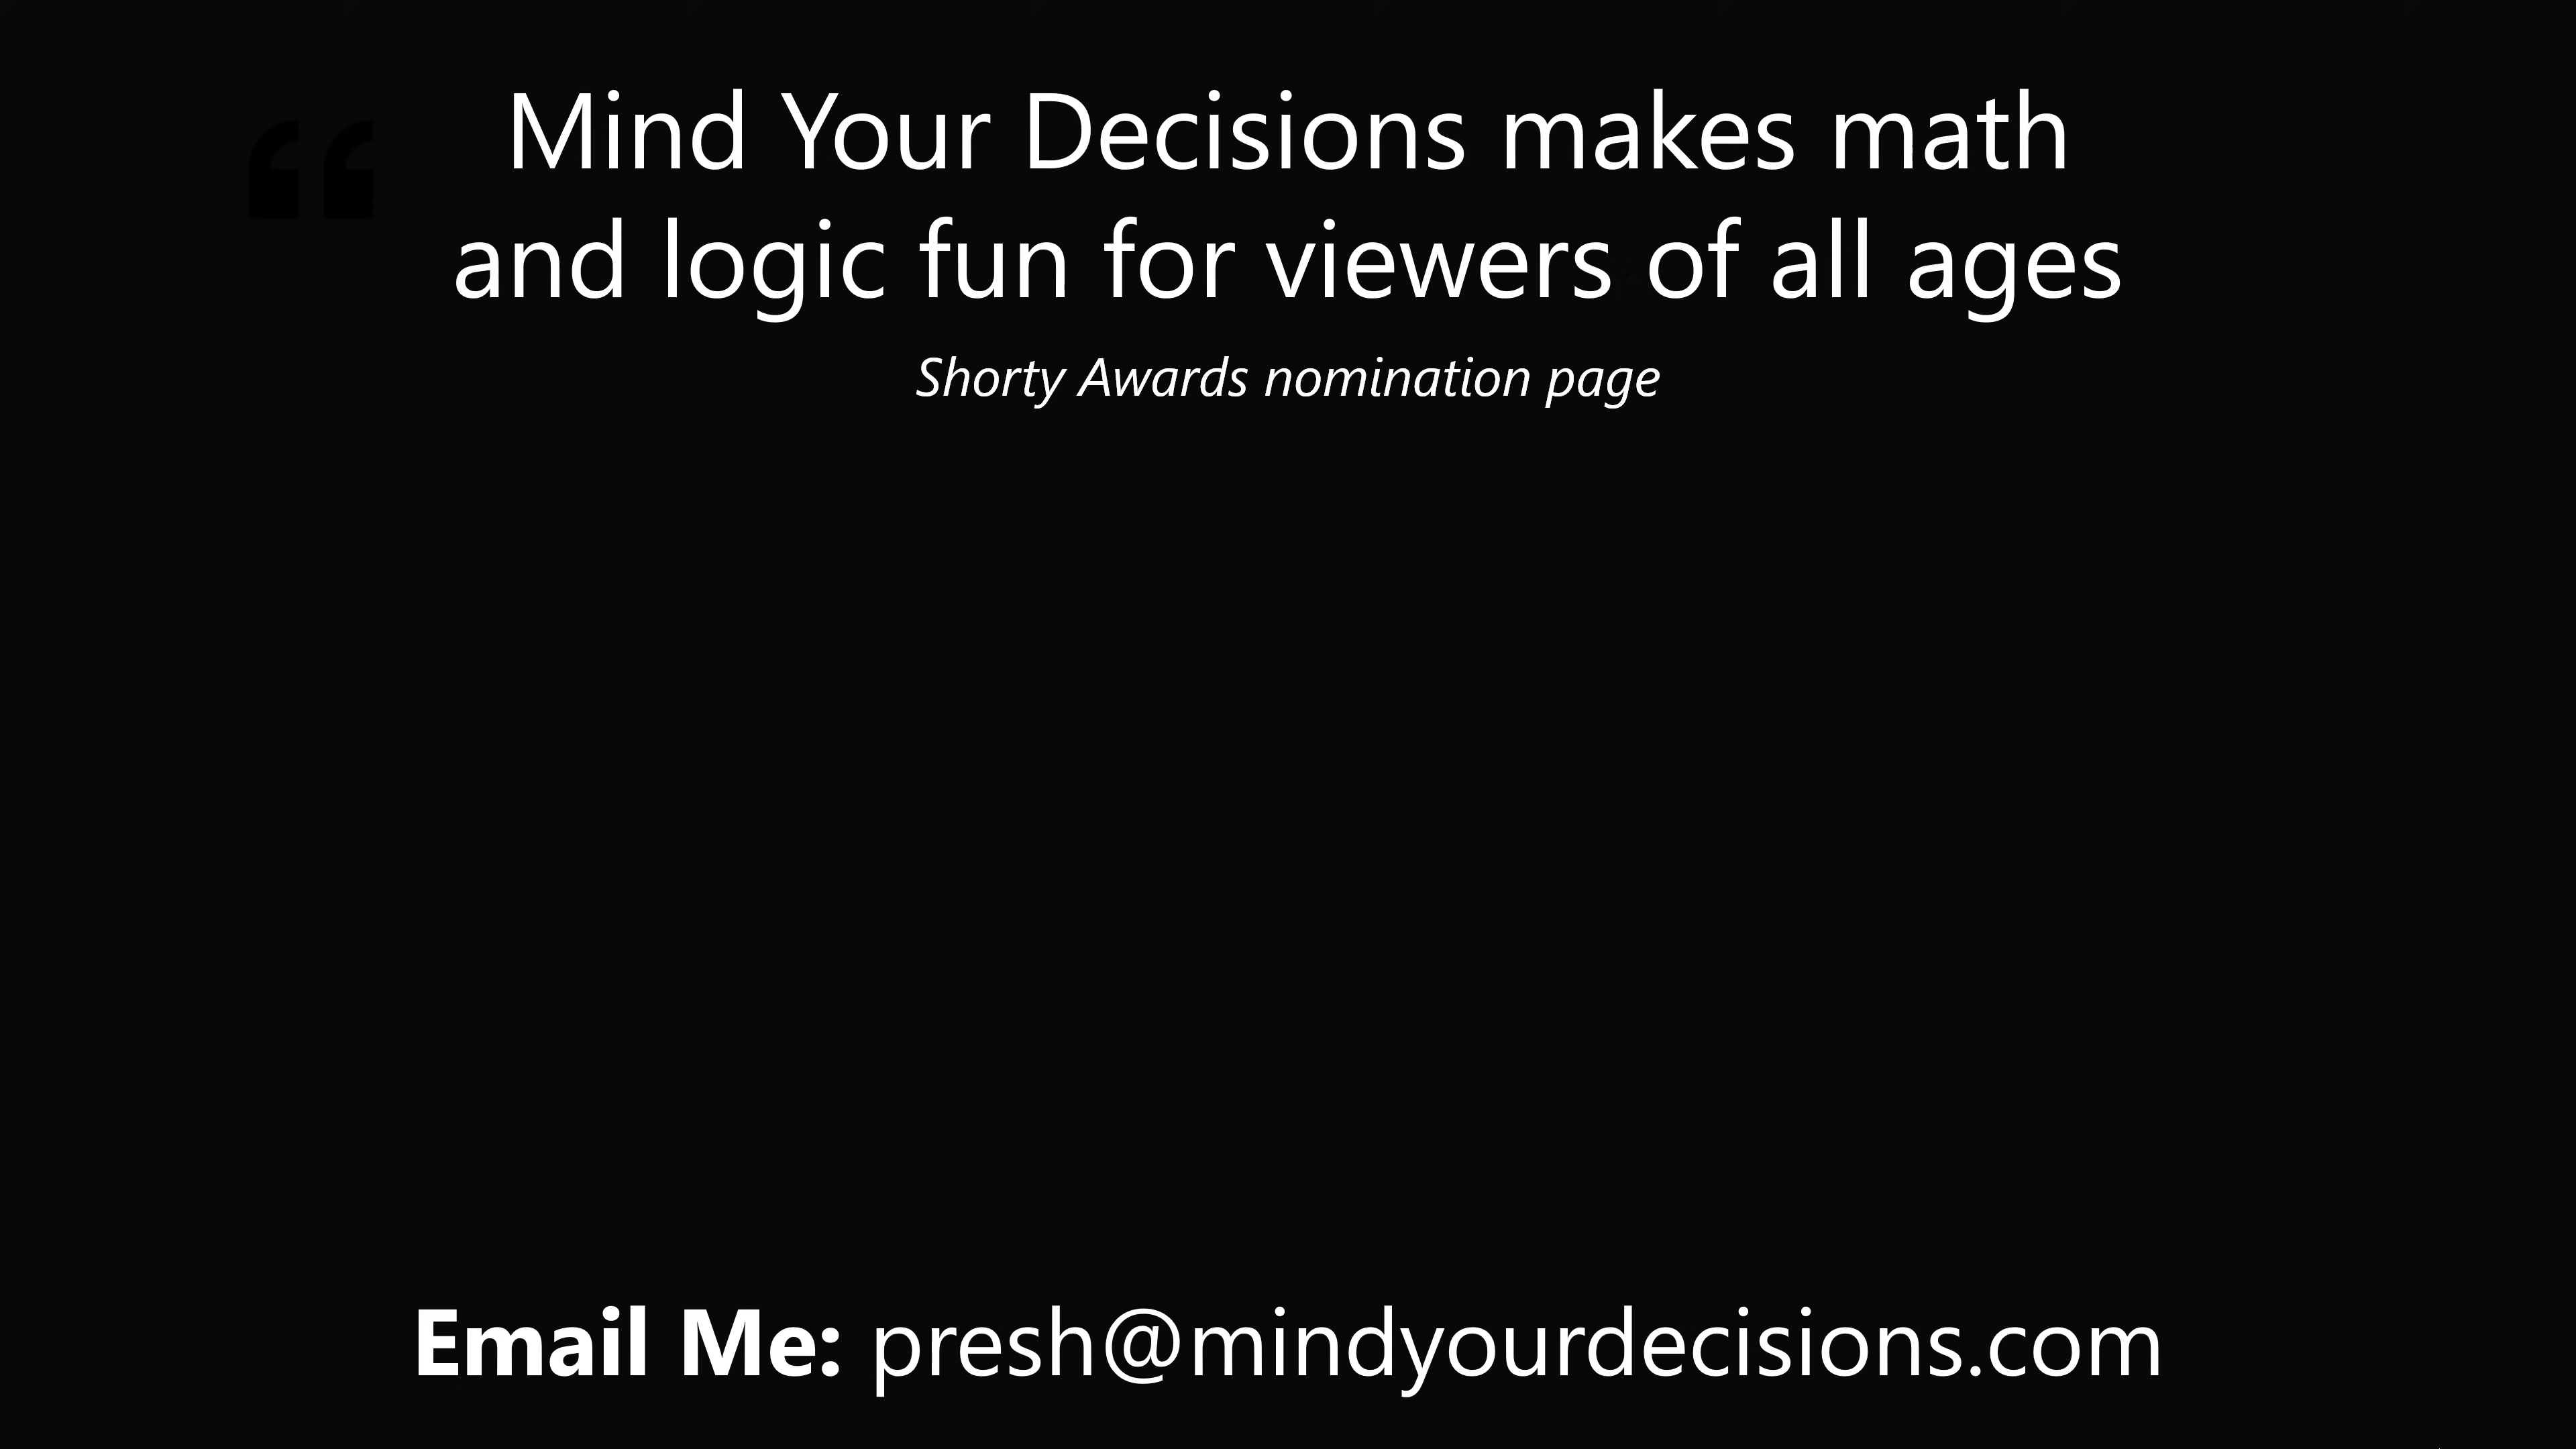 “
Mind Your Decisions makes math
and logic fun for viewers of all ages
Shorty Awards nomination page
Email Me: presh@mindyourdecisions.com